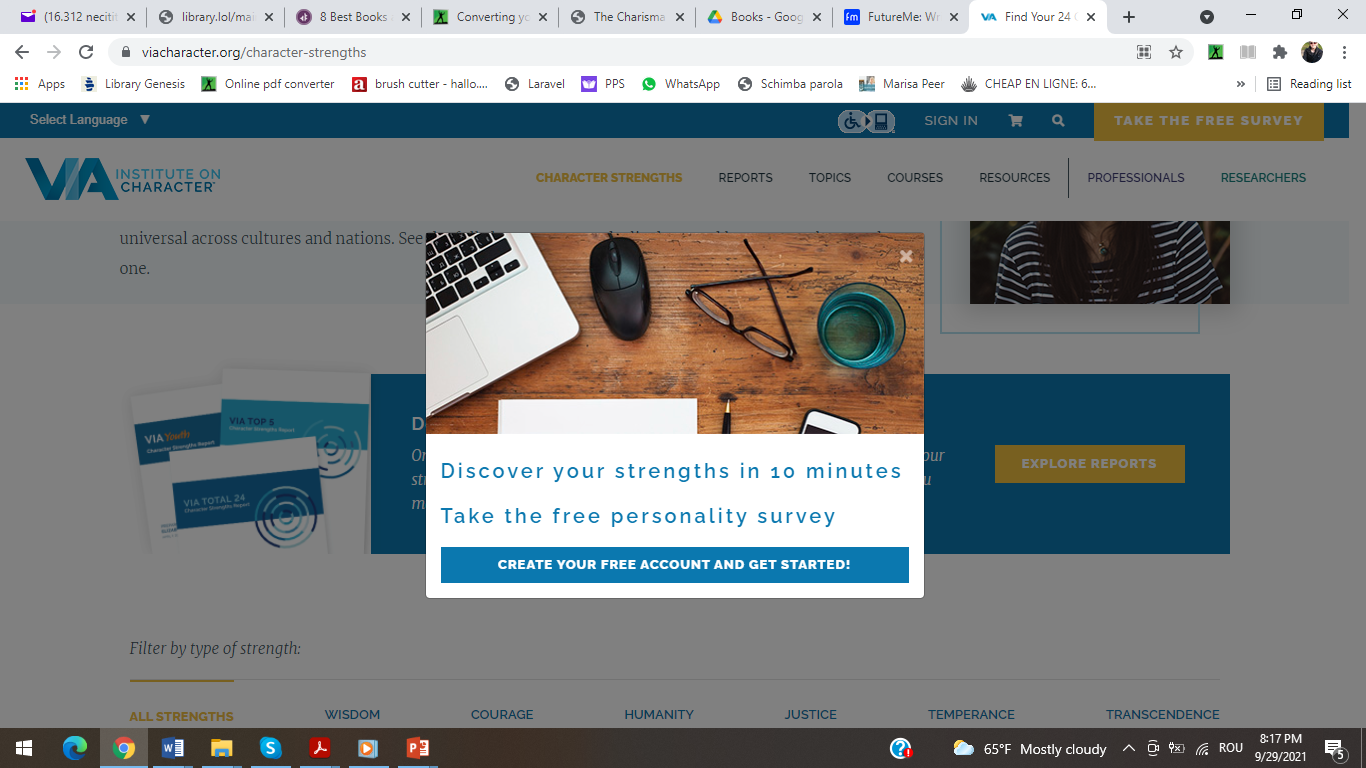 (16.312 necitit
library.lol/mai
8 Best Books
Converting yo
The Charisma
Books - Goog
FutureMe: Wr
Find Your 24
viacharacter.org/character-strengths
Apps
Library Genesis
Online pdf converter
brush cutter - hallo....
Laravel
PPS
WhatsApp
Schimba parola
Marisa Peer
CHEAP EN LIGNE: 6...
Reading list
Select Language ▼
SIGN IN
TAKE THE FREE SURVEY
VIA INSTITUTE ON CHARACTER
CHARACTER STRENGTHS
REPORTS
TOPICS
COURSES
RESOURCES
PROFESSIONALS
RESEARCHERS
universal across cultures and nations. See
one.
VIA Youth
Character Strengths Report
VIA TOP 5
Character Strengths Report
VIA TOTAL 24
Character Strengths Report
EXPLORE REPORTS
Discover your strengths in 10 minutes
Take the free personality survey
CREATE YOUR FREE ACCOUNT AND GET STARTED!
Filter by type of strength:
ALL STRENGTHS
WISDOM
COURAGE
HUMANITY
JUSTICE
TEMPERANCE
TRANSCENDENCE
65°F Mostly cloudy
ROU
8:17 PM
9/29/2021
5